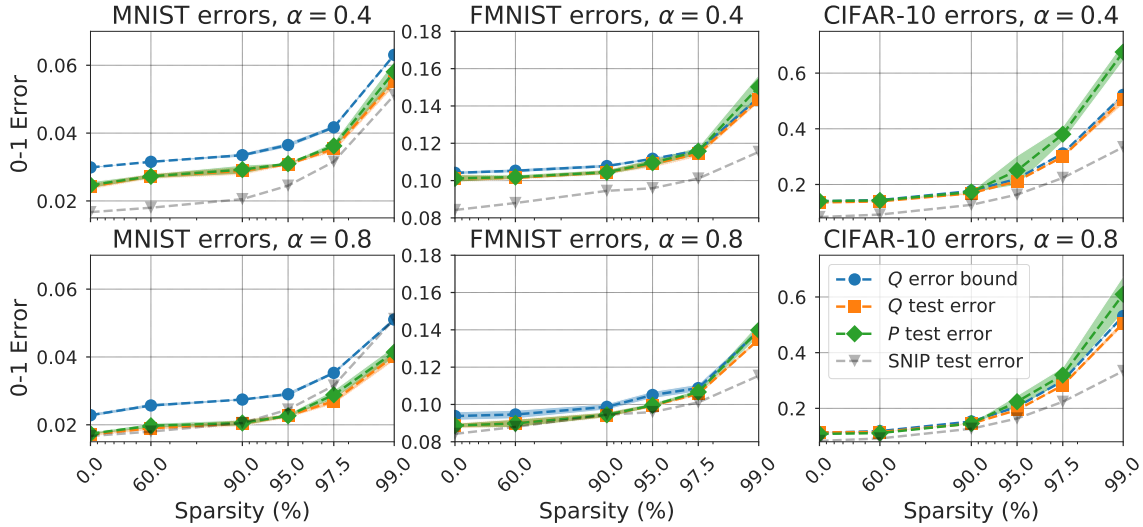 MNIST errors, α = 0.4
FMNIST errors, α = 0.4
CIFAR-10 errors, α = 0.4
0-1 Error
0.06
0.04
0.02
0.18
0.16
0.14
0.12
0.10
0.08
0.6
0.4
0.2
MNIST errors, α = 0.8
FMNIST errors, α = 0.8
CIFAR-10 errors, α = 0.8
0-1 Error
0.06
0.04
0.02
0.18
0.16
0.14
0.12
0.10
0.08
0.6
0.4
0.2
Q error bound
Q test error
P test error
SNIP test error
0.0 60.0 90.0 95.0 97.5 99.0
0.0 60.0 90.0 95.0 97.5 99.0
0.0 60.0 90.0 95.0 97.5 99.0
Sparsity (%)
Sparsity (%)
Sparsity (%)